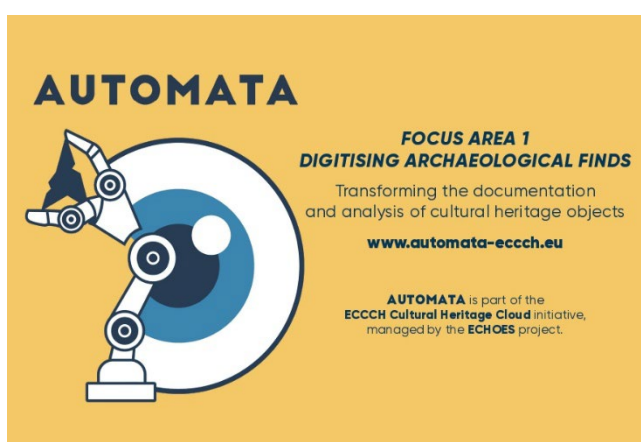 AUTOMATA
FOCUS AREA 1
DIGITISING ARCHAEOLOGICAL FINDS
Transforming the documentation
and analysis of cultural heritage objects
www.automata-eccch.eu
AUTOMATA is part of the
ECCCH Cultural Heritage Cloud initiative,
managed by the ECHOES project.